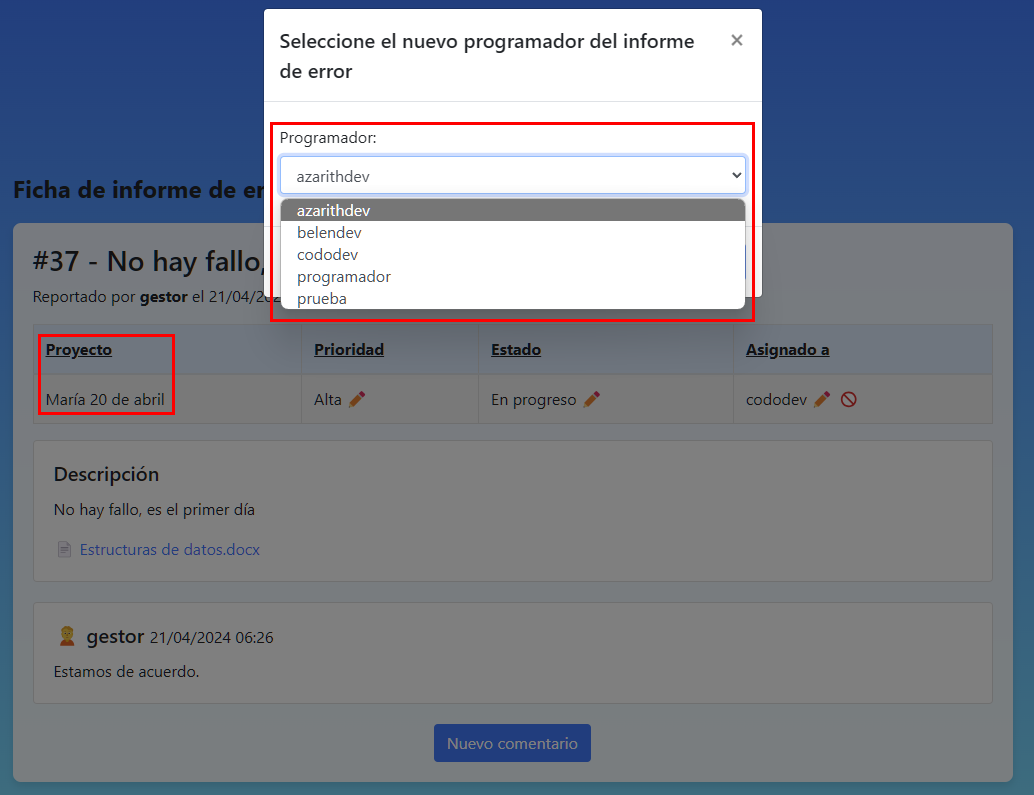 Seleccione el nuevo programador del informe
de error
×
Programador:
azarithdev
azarithdev
belendev
cododev
programador
prueba
Ficha de informe de er
#37 - No hay fallo,
Reportado por gestor el 21/04/202
Proyecto Prioridad Estado Asignado a
María 20 de abril Alta En progreso cododev
Descripción
No hay fallo, es el primer día
Estructuras de datos.docx
gestor 21/04/2024 06:26
Estamos de acuerdo.
Nuevo comentario